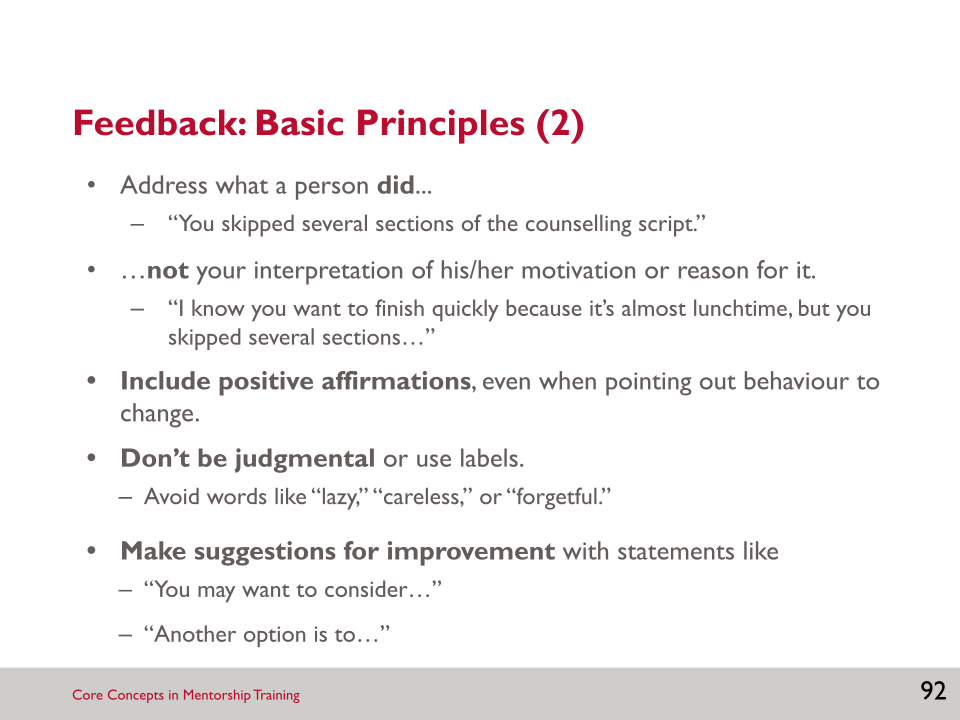 Feedback: Basic Principles (2)
• Address what a person did...
– “You skipped several sections of the counselling script.”
• …not your interpretation of his/her motivation or reason for it.
– “I know you want to finish quickly because it’s almost lunchtime, but you
skipped several sections…”
• Include positive affirmations, even when pointing out behaviour to
change.
• Don’t be judgmental or use labels.
– Avoid words like “lazy,” “careless,” or “forgetful.”
• Make suggestions for improvement with statements like
– “You may want to consider…”
– “Another option is to…”
Core Concepts in Mentorship Training
92